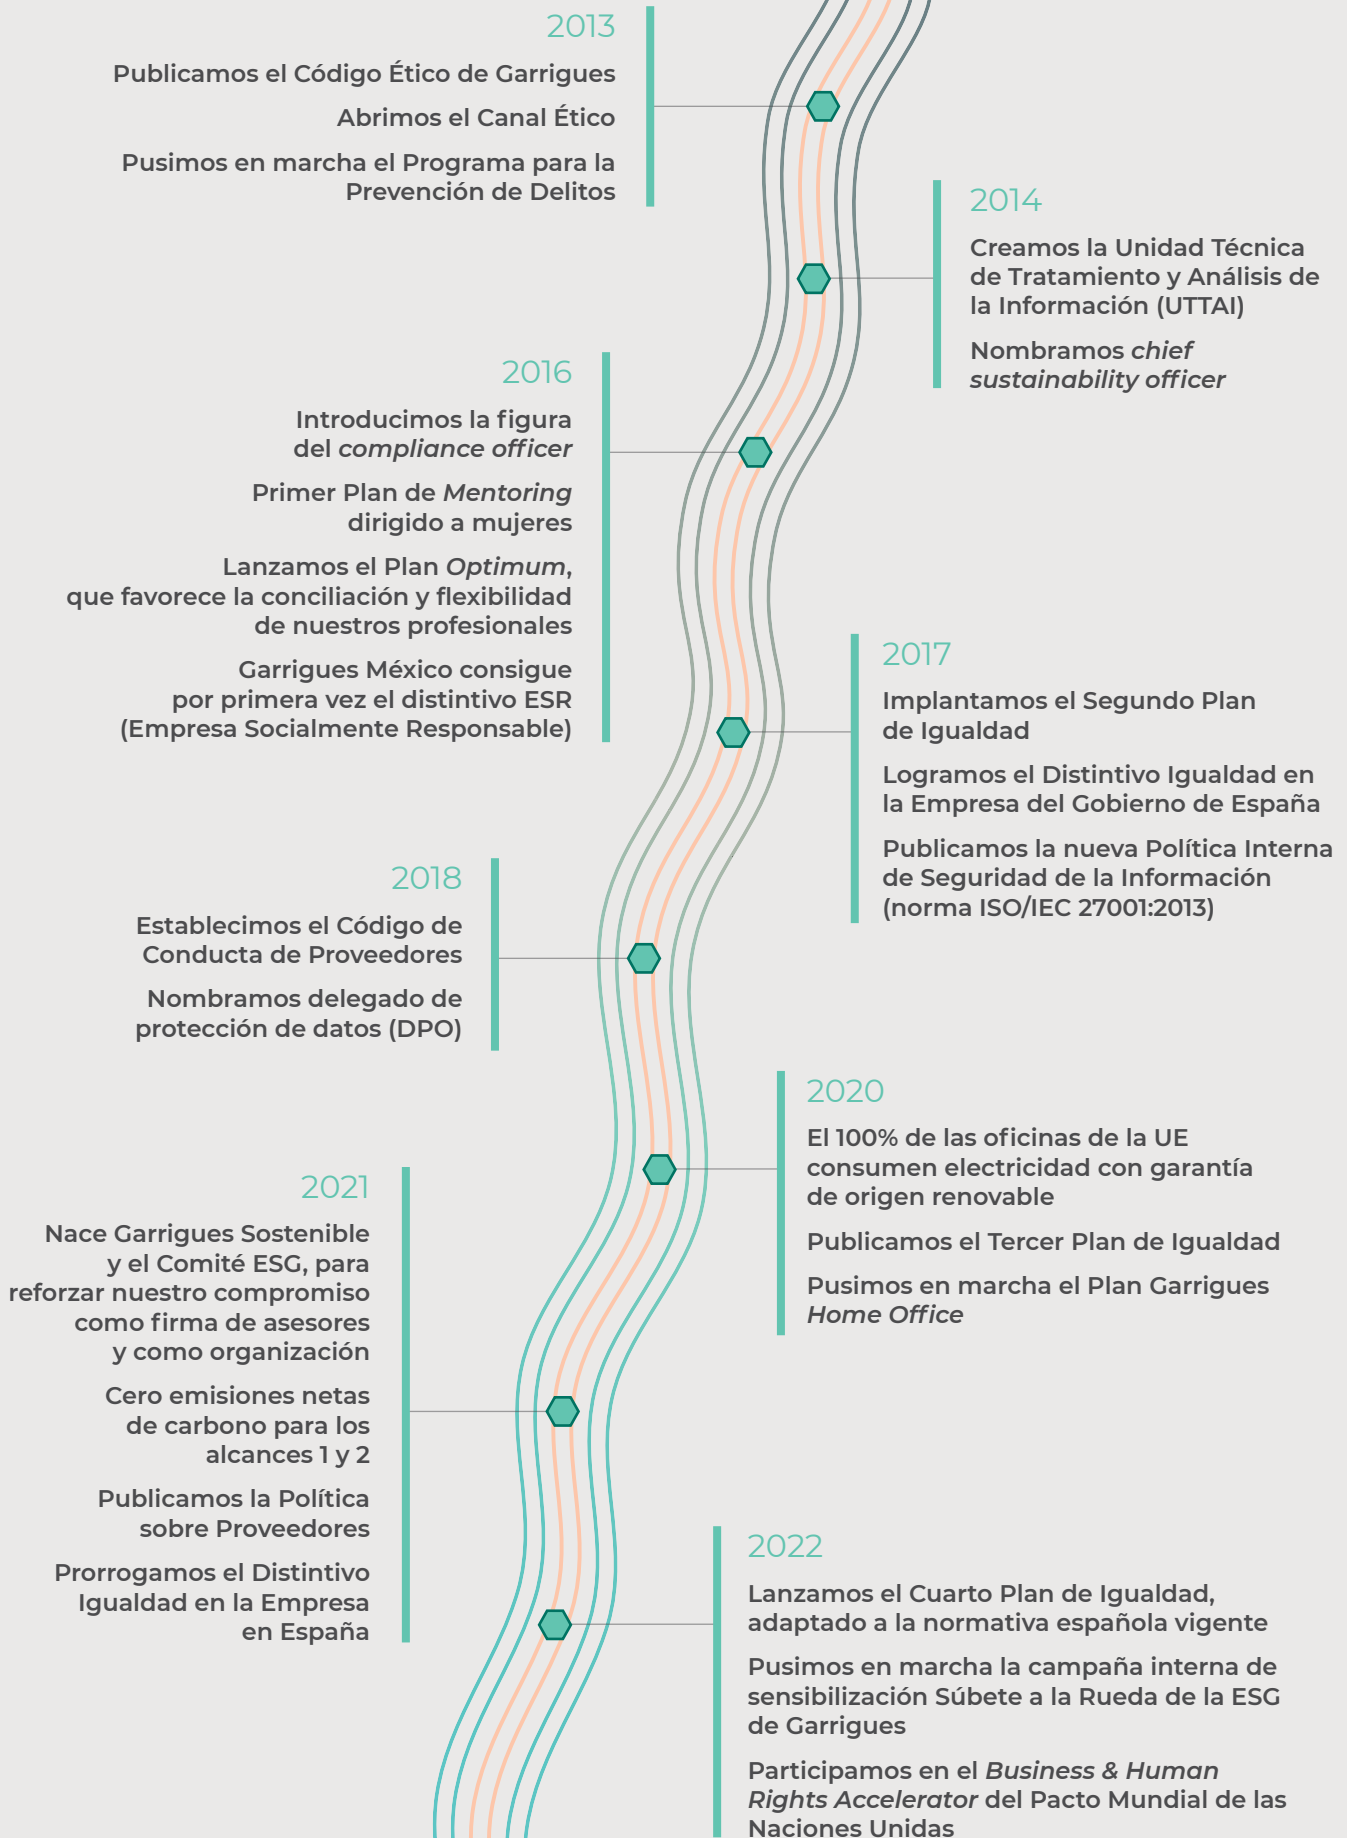 2013
Publicamos el Código Ético de Garrigues
Abrimos el Canal Ético
Pusimos en marcha el Programa para la
Prevención de Delitos
2014
Creamos la Unidad Técnica
de Tratamiento y Análisis de
la Información (UTTAI)
Nombramos chief
sustainability officer
2016
Introducimos la figura
del compliance officer
Primer Plan de Mentoring
dirigido a mujeres
Lanzamos el Plan Optimum,
que favorece la conciliación y flexibilidad
de nuestros profesionales
Garrigues México consigue
por primera vez el distintivo ESR
(Empresa Socialmente Responsable)
2017
Implantamos el Segundo Plan
de Igualdad
Logramos el Distintivo Igualdad en
la Empresa del Gobierno de España
Publicamos la nueva Política Interna
de Seguridad de la Información
(norma ISO/IEC 27001:2013)
2018
Establecimos el Código de
Conducta de Proveedores
Nombramos delegado de
protección de datos (DPO)
2020
El 100% de las oficinas de la UE
consumen electricidad con garantía
de origen renovable
Publicamos el Tercer Plan de Igualdad
Pusimos en marcha el Plan Garrigues
Home Office
2021
Nace Garrigues Sostenible
y el Comité ESG, para
reforzar nuestro compromiso
como firma de asesores
y como organización
Cero emisiones netas
de carbono para los
alcances 1 y 2
Publicamos la Política
sobre Proveedores
Prorrogamos el Distintivo
Igualdad en la Empresa
en España
2022
Lanzamos el Cuarto Plan de Igualdad,
adaptado a la normativa española vigente
Pusimos en marcha la campaña interna de
sensibilización Súbete a la Rueda de la ESG
de Garrigues
Participamos en el Business & Human
Rights Accelerator del Pacto Mundial de las
Naciones Unidas